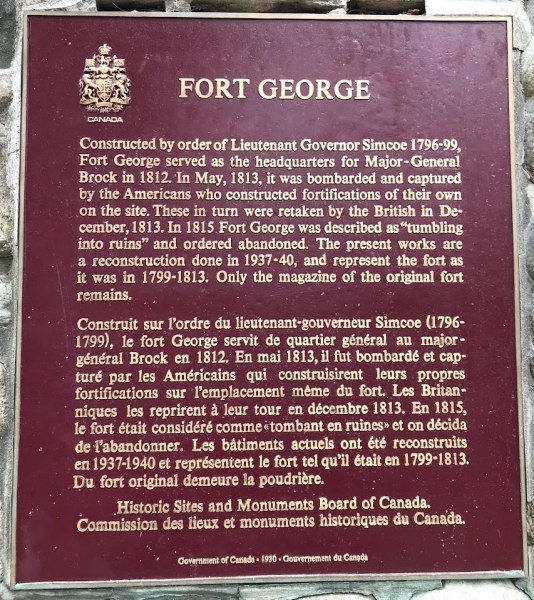 CANADA
FORT GEORGE
Constructed by order of Lieutenant Governor Simcoe 1796-99,
Fort George served as the headquarters for Major-General
Brock in 1812. In May, 1813, it was bombarded and captured
by the Americans who constructed fortifications of their own
on the site. These in turn were retaken by the British in De-
cember, 1813. In 1815 Fort George was described as "tumbling
into ruins" and ordered abandoned. The present works are
a reconstruction done in 1937-40, and represent the fort as
it was in 1799-1813. Only the magazine of the original fort
remains.
Construit sur l'ordre du lieutenant-gouverneur Simcoe (1796-
1799), le fort George servit de quartier général au major-
général Brock en 1812. En mai 1813, il fut bombardé et cap-
turé par les Américains qui construisirent leurs propres
fortifications sur l'emplacement même du fort. Les Britan-
niques les reprirent à leur tour en décembre 1813. En 1815,
le fort était considéré comme «tombant en ruines» et on décida
de l'abandonner. Les bâtiments actuels ont été reconstruits
en 1937-1940 et représentent le fort tel qu'il était en 1799-1813.
Du fort original demeure la poudrière.
Historic Sites and Monuments Board of Canada.
Commission des lieux et monuments historiques du Canada.
Government of Canada - 1930 - Gouvernement du Canada